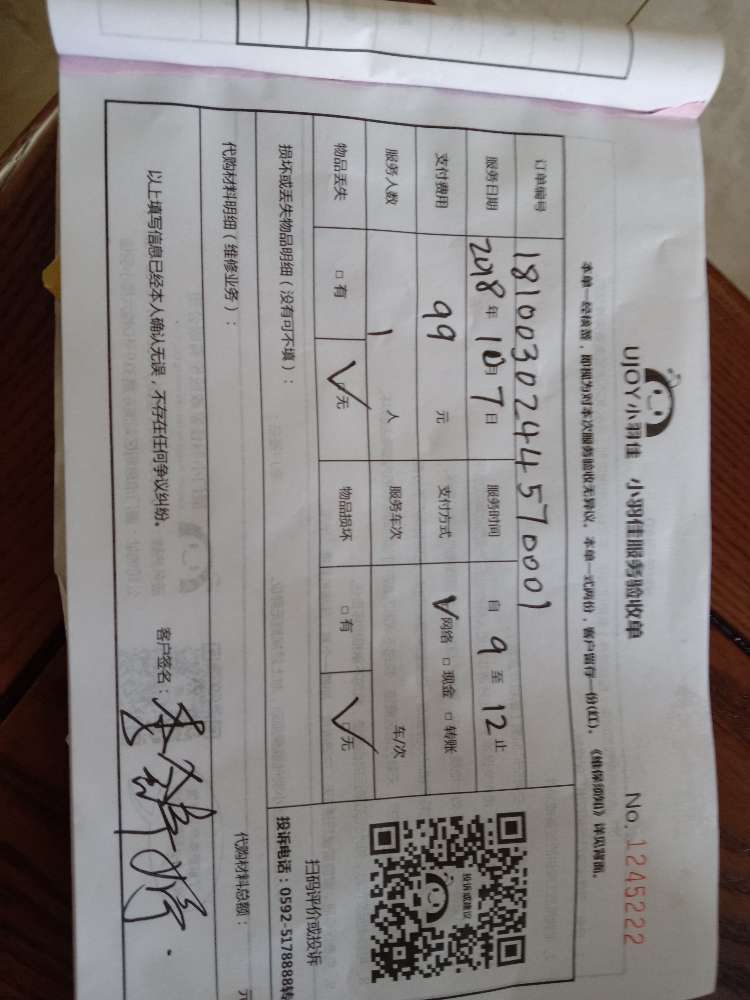 UJOY小羽佳 小羽佳服务验收单 No. 1245222
本单一经接签,即视为对本次服务验收无异议。本单一式两份,客户留存一份(红)。《维保须知》详见背面。
订单编号 1810030244570001
服务日期 2018年10月7日 服务时间 自 9 至 12 止
支付费用 99 元 支付方式 ☑网络 □现金 □转账
服务人数 1 人 服务车次 车/次
物品丢失 □有 ☑无 物品损坏 □有 ☑无
投诉或建议
扫码评价或投诉
损坏或丢失物品明细(没有可不填): 投诉电话:0592-5178888转
代购材料明细(维修业务): 代购材料总额: 元
以上填写信息已经本人确认无误,不存在任何争议纠纷。 客户签名: